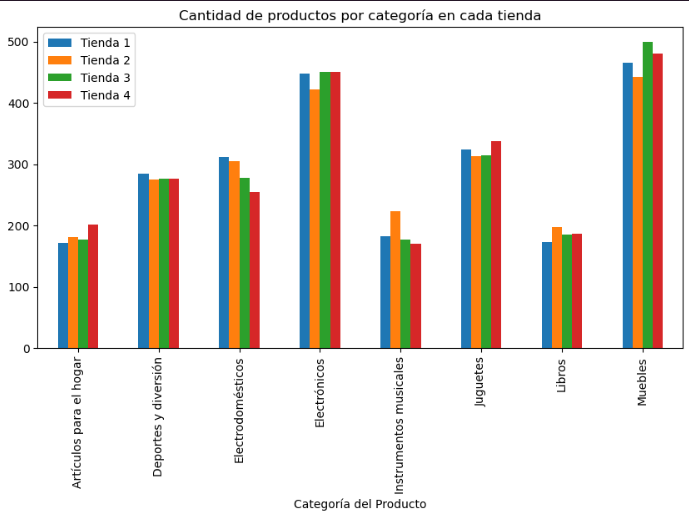 Cantidad de productos por categoría en cada tienda
Tienda 1
Tienda 2
Tienda 3
Tienda 4
500
400
300
200
100
0
Artículos para el hogar
Deportes y diversión
Electrodomésticos
Electrónicos
Instrumentos musicales
Juguetes
Libros
Muebles
Categoría del Producto